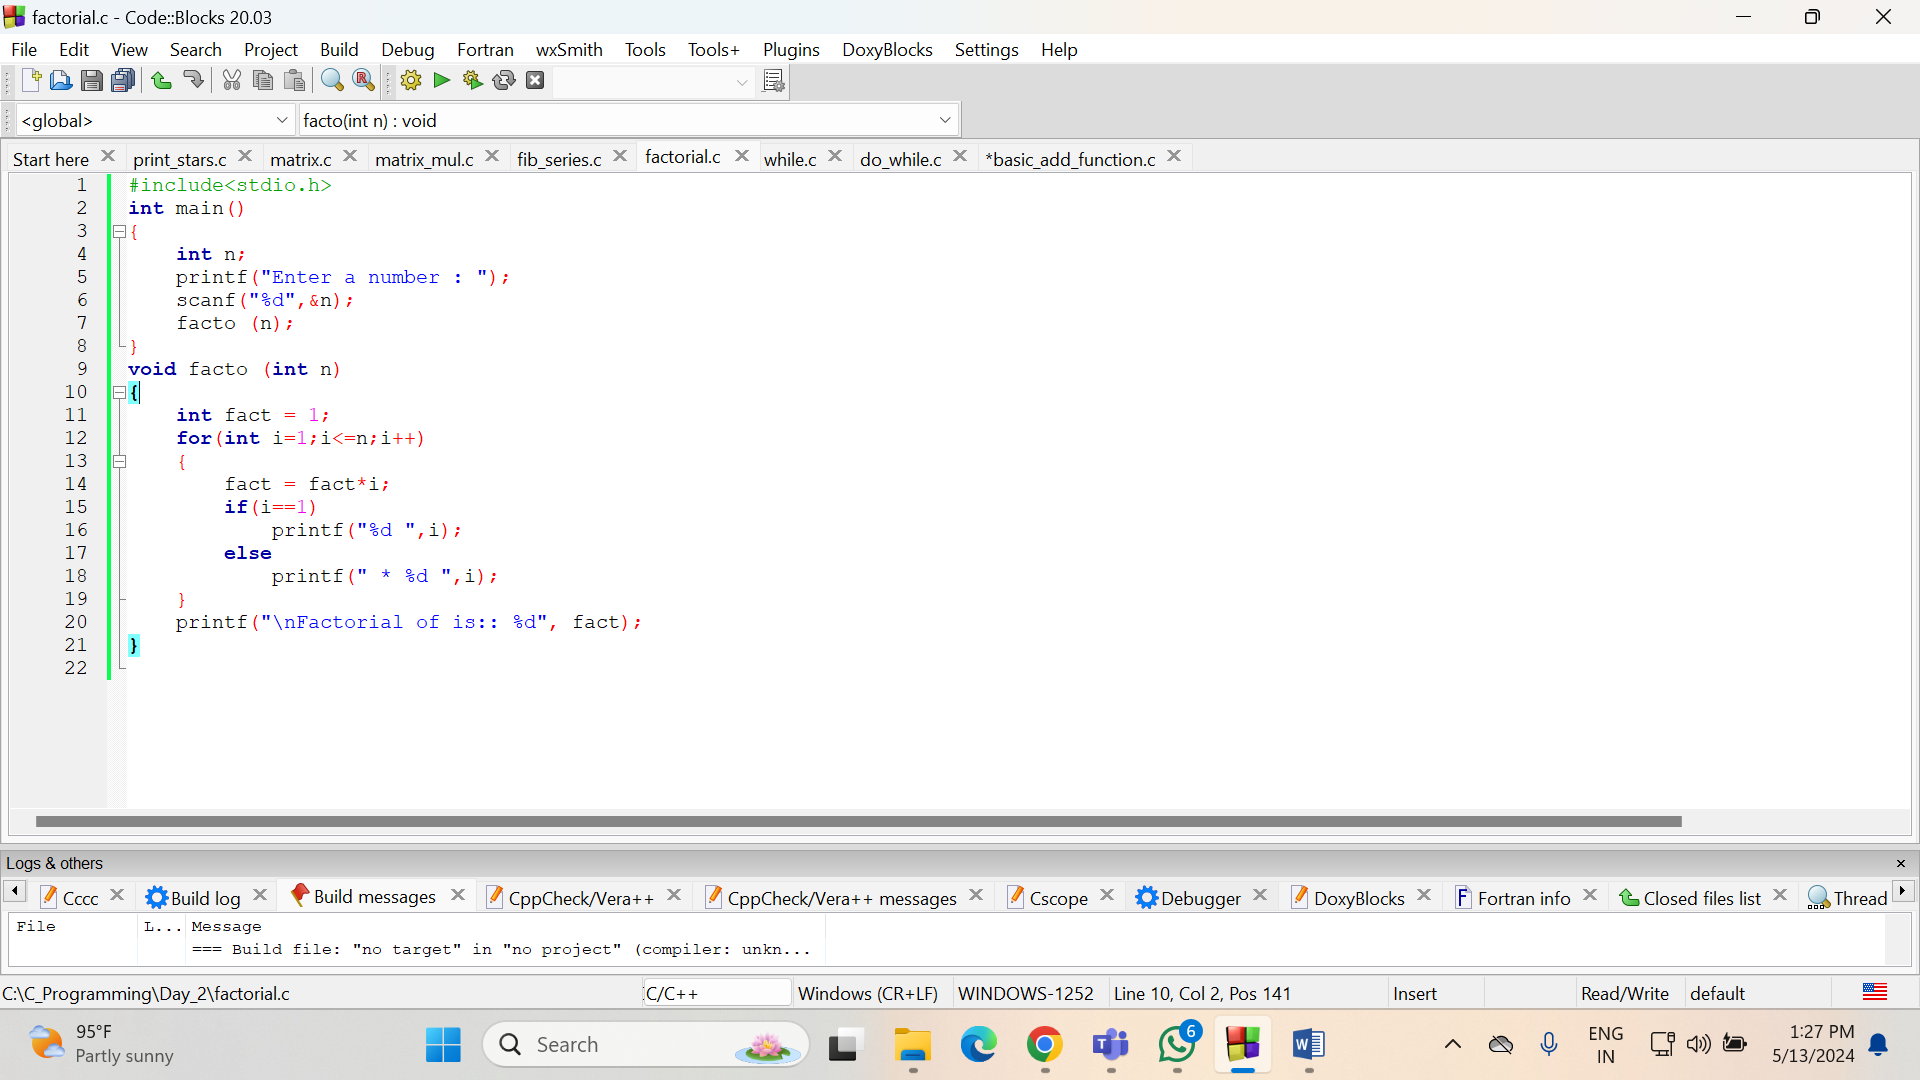 factorial.c - Code::Blocks 20.03
File Edit View Search Project Build Debug Fortran wxSmith Tools Tools+ Plugins DoxyBlocks Settings Help
<global> facto(int n) : void
Start here print_stars.c matrix.c matrix_mul.c fib_series.c factorial.c while.c do_while.c *basic_add_function.c
1 #include<stdio.h>
2 int main()
3 {
4     int n;
5     printf("Enter a number : ");
6     scanf("%d",&n);
7     facto (n);
8 }
9 void facto (int n)
10 {
11     int fact = 1;
12     for(int i=1;i<=n;i++)
13     {
14         fact = fact*i;
15         if(i==1)
16             printf("%d ",i);
17         else
18             printf(" * %d ",i);
19     }
20     printf("\nFactorial of is:: %d", fact);
21 }
22
Logs & others
Cccc Build log Build messages CppCheck/Vera++ CppCheck/Vera++ messages Cscope Debugger DoxyBlocks Fortran info Closed files list Thread
File L... Message
=== Build file: "no target" in "no project" (compiler: unkn...
C:\C_Programming\Day_2\factorial.c C/C++ Windows (CR+LF) WINDOWS-1252 Line 10, Col 2, Pos 141 Insert Read/Write default
95°F
Partly sunny
Search
6
ENG
IN
1:27 PM
5/13/2024